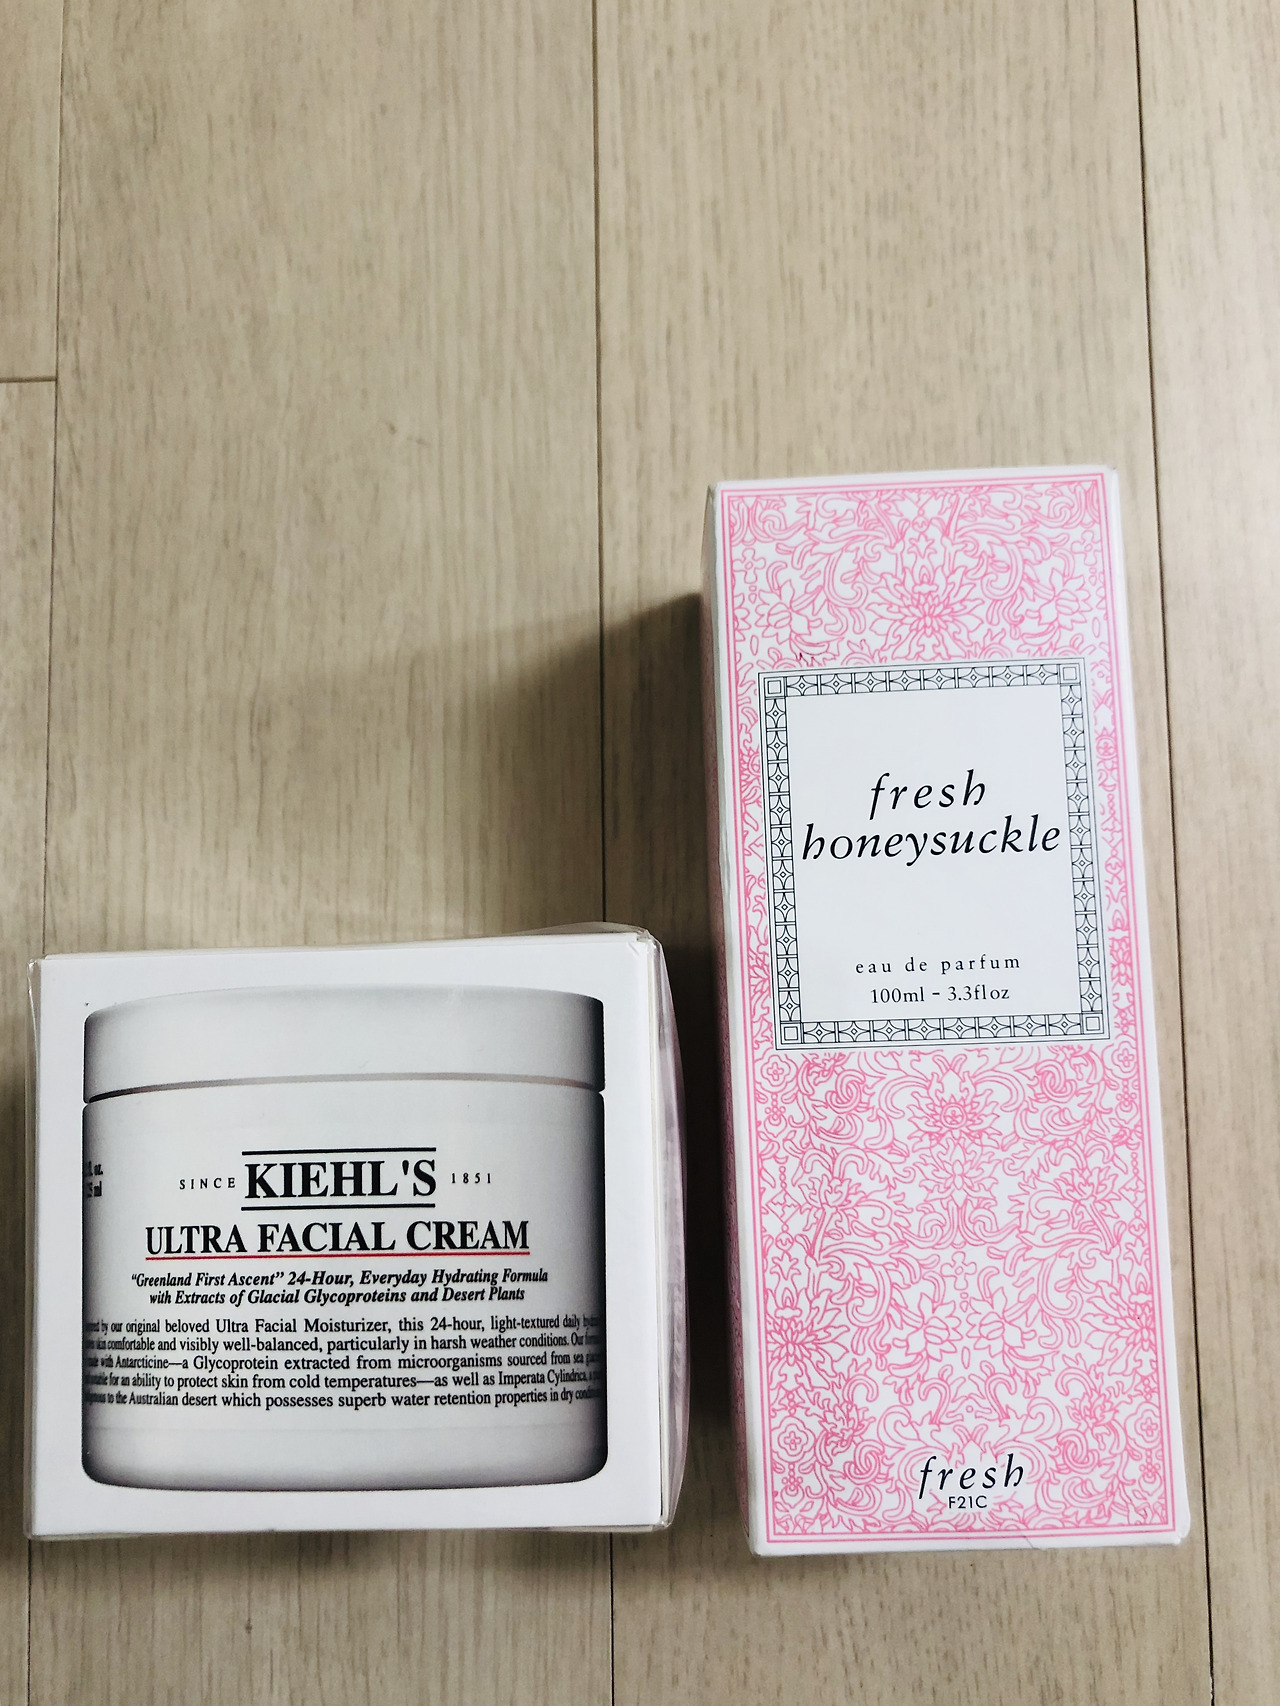 SINCE KIEHL'S 1851
ULTRA FACIAL CREAM
“Greenland First Ascent” 24-Hour, Everyday Hydrating Formula
with Extracts of Glacial Glycoproteins and Desert Plants
by our original beloved Ultra Facial Moisturizer, this 24-hour, light-textured daily
comfortable and visibly well-balanced, particularly in harsh weather conditions. Our
with Antarcticine—a Glycoprotein extracted from microorganisms sourced from sea
for an ability to protect skin from cold temperatures—as well as Imperata Cylindrica,
to the Australian desert which possesses superb water retention properties in dry
fresh
honeysuckle
eau de parfum
100ml - 3.3floz
fresh
F21C